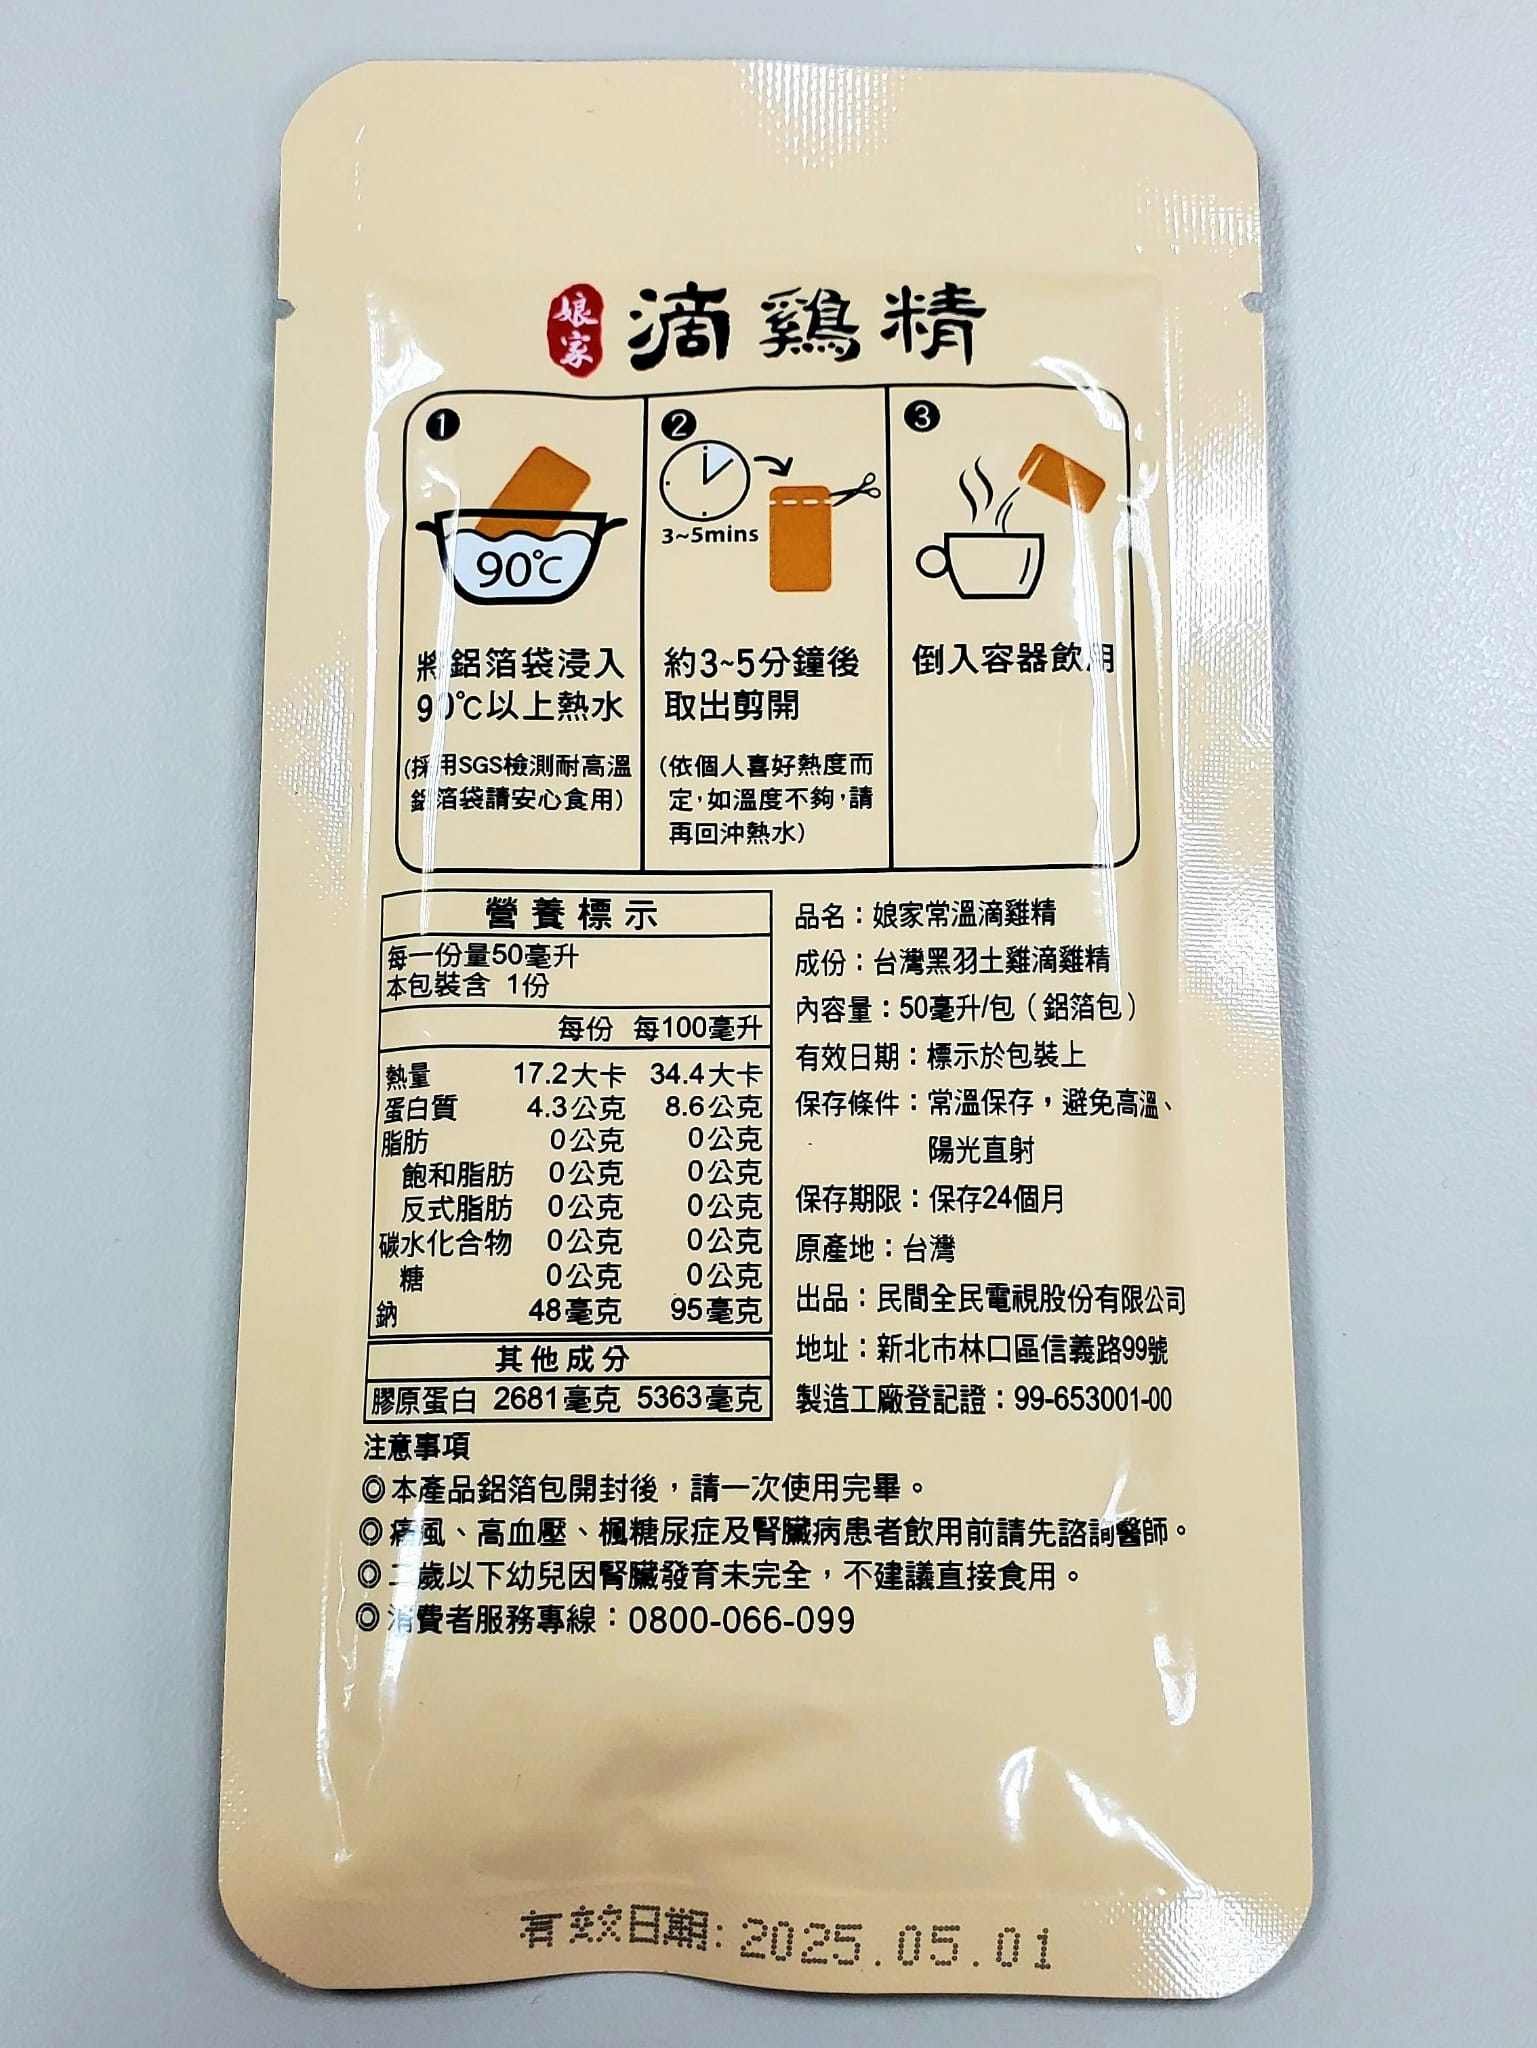 娘家
滴鷄精
1
90℃
將鋁箔袋浸入
90℃以上熱水
(採用SGS檢測耐高溫
鋁箔袋請安心食用)
2
3~5mins
約3~5分鐘後
取出剪開
(依個人喜好熱度而
定,如溫度不夠,請
再回沖熱水)
3
倒入容器飲用
營養標示
每一份量50毫升
本包裝含 1份
每份 每100毫升
熱量 17.2大卡 34.4大卡
蛋白質 4.3公克 8.6公克
脂肪 0公克 0公克
飽和脂肪 0公克 0公克
反式脂肪 0公克 0公克
碳水化合物 0公克 0公克
糖 0公克 0公克
鈉 48毫克 95毫克
其他成分
膠原蛋白 2681毫克 5363毫克
品名：娘家常溫滴雞精
成份：台灣黑羽土雞滴雞精
內容量：50毫升/包（鋁箔包）
有效日期：標示於包裝上
保存條件：常溫保存，避免高溫、
陽光直射
保存期限：保存24個月
原產地：台灣
出品：民間全民電視股份有限公司
地址：新北市林口區信義路99號
製造工廠登記證：99-653001-00
注意事項
◎本產品鋁箔包開封後，請一次使用完畢。
◎痛風、高血壓、楓糖尿症及腎臟病患者飲用前請先諮詢醫師。
◎二歲以下幼兒因腎臟發育未完全，不建議直接食用。
◎消費者服務專線：0800-066-099
有效日期:2025.05.01